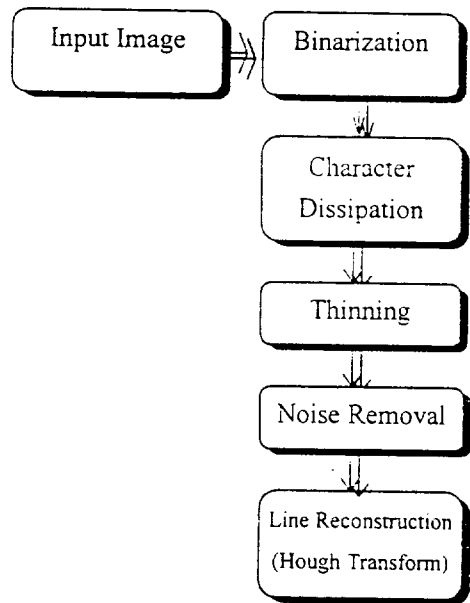 Input Image
Binarization
Character
Dissipation
Thinning
Noise Removal
Line Reconstruction
(Hough Transform)